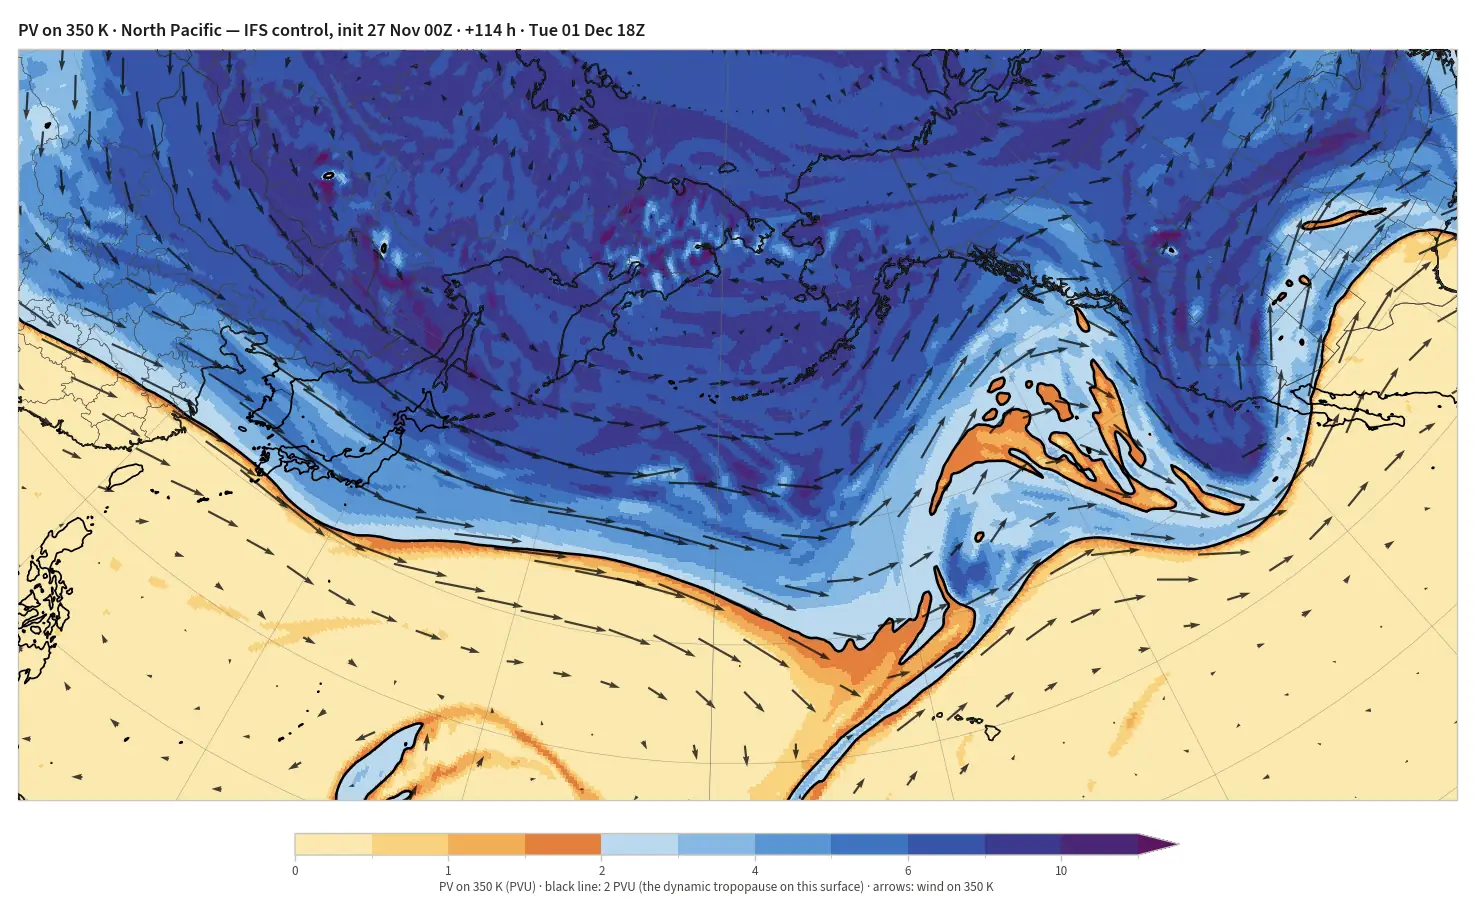 PV on 350 K · North Pacific — IFS control, init 27 Nov 00Z · +114 h · Tue 01 Dec 18Z
0 1 2 4 6 10
PV on 350 K (PVU) · black line: 2 PVU (the dynamic tropopause on this surface) · arrows: wind on 350 K